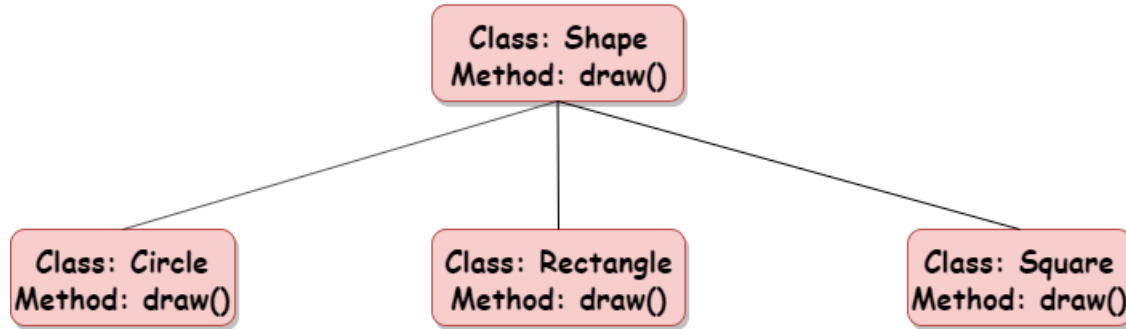 Class: Shape
Method: draw()
Class: Circle
Method: draw()
Class: Rectangle
Method: draw()
Class: Square
Method: draw()